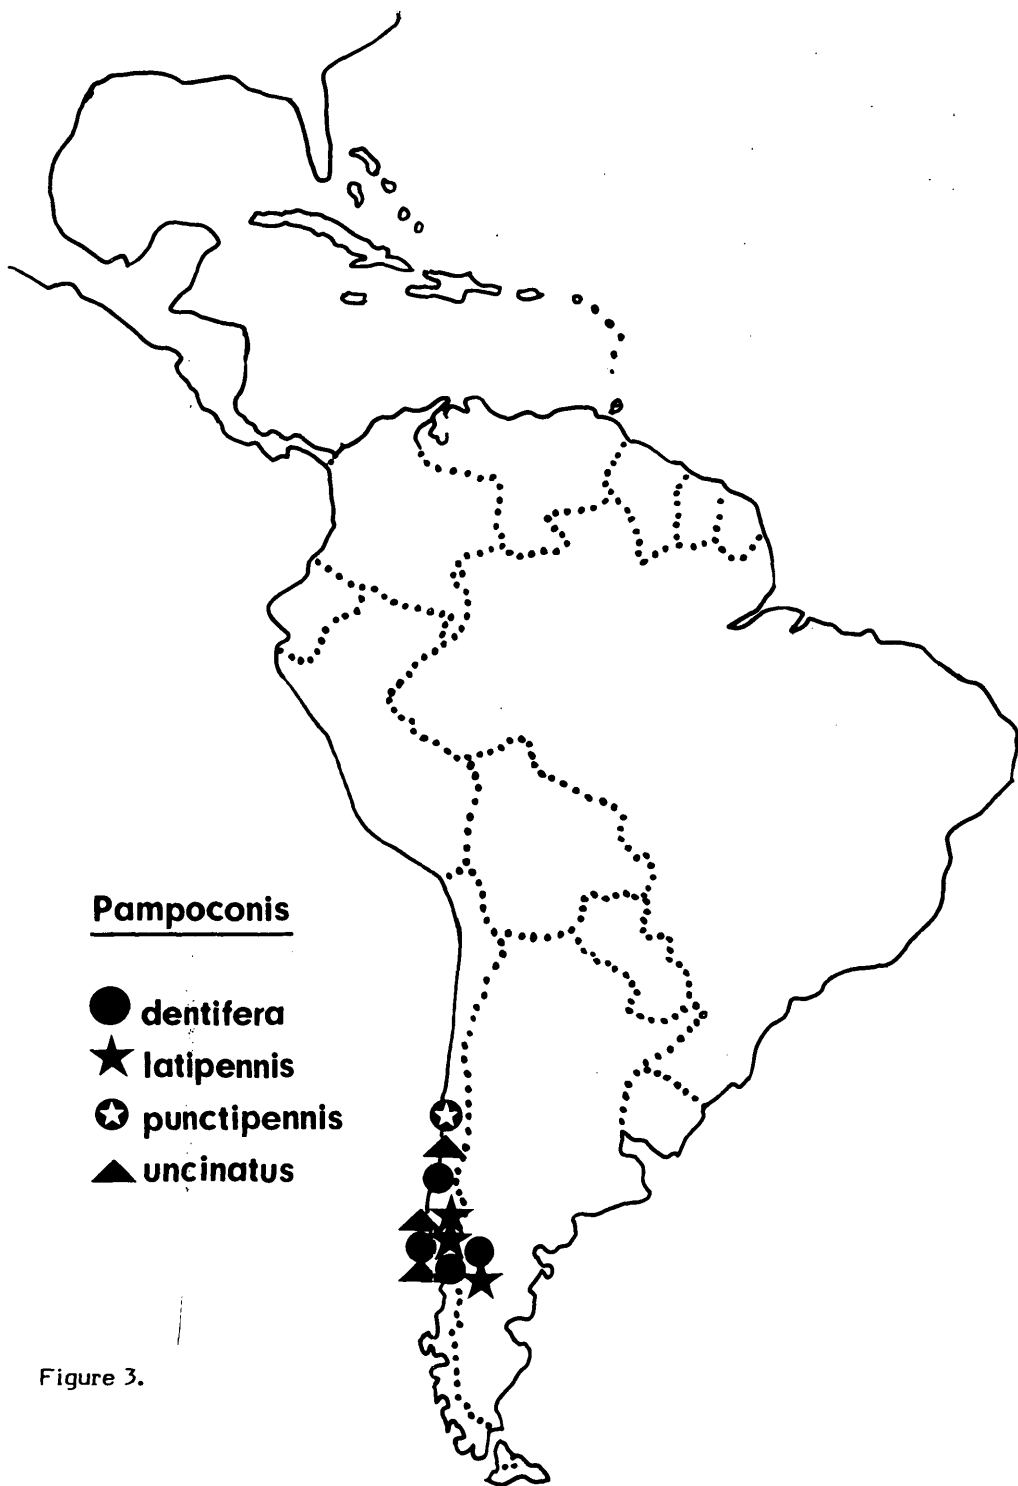 Pampoconis
dentifera
latipennis
punctipennis
uncinatus
Figure 3.